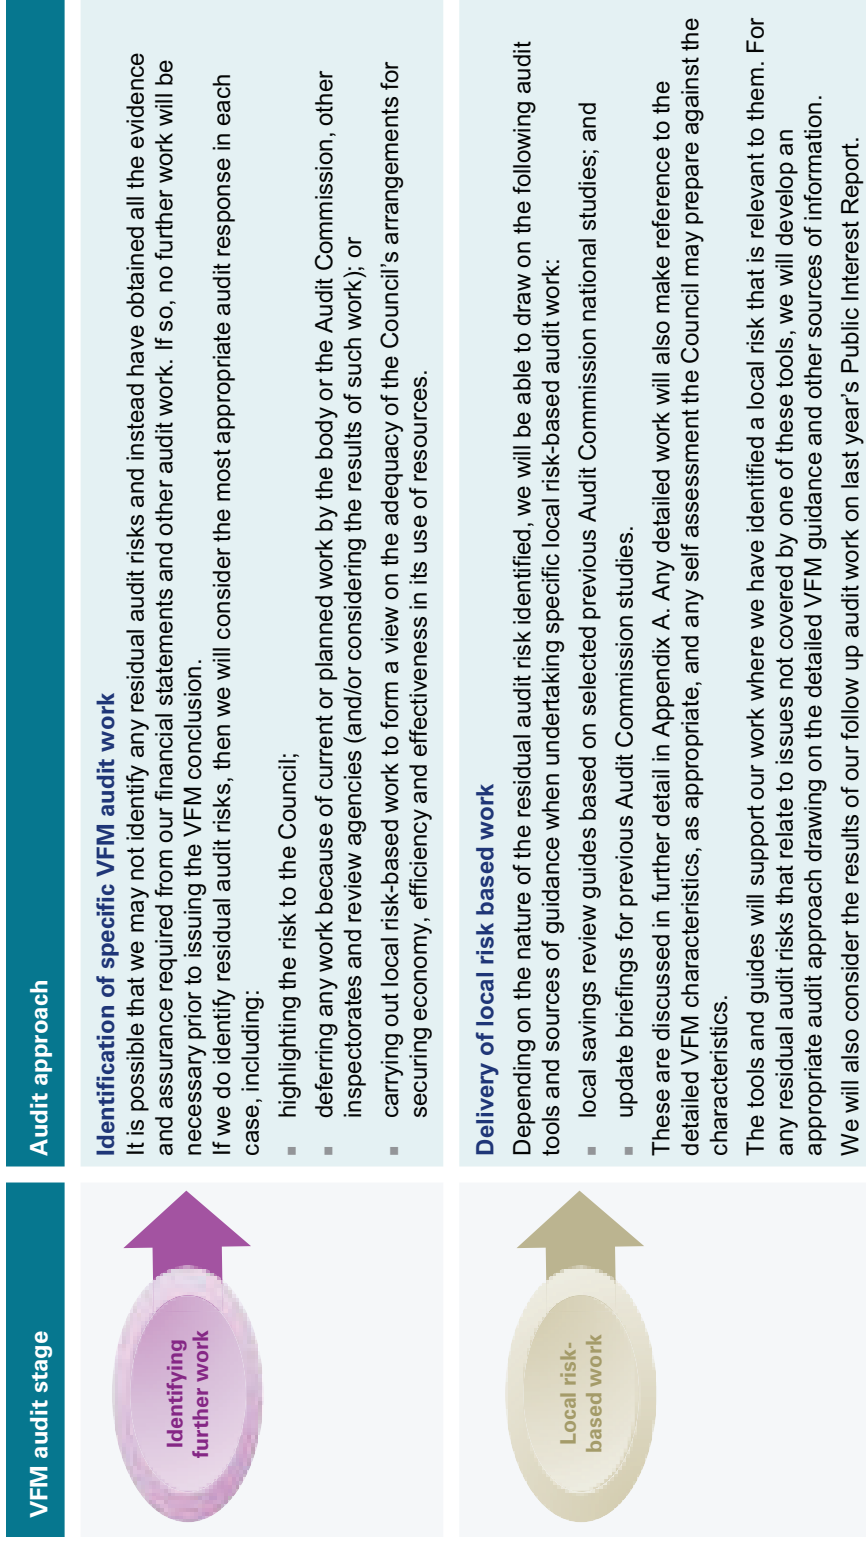 VFM audit stage
Audit approach
Identifying
further work
Identification of specific VFM audit work
It is possible that we may not identify any residual audit risks and instead have obtained all the evidence
and assurance required from our financial statements and other audit work. If so, no further work will be
necessary prior to issuing the VFM conclusion.
If we do identify residual audit risks, then we will consider the most appropriate audit response in each
case, including:
■ highlighting the risk to the Council;
■ deferring any work because of current or planned work by the body or the Audit Commission, other
inspectorates and review agencies (and/or considering the results of such work); or
■ carrying out local risk-based work to form a view on the adequacy of the Council's arrangements for
securing economy, efficiency and effectiveness in its use of resources.
Local risk-
based work
Delivery of local risk based work
Depending on the nature of the residual audit risk identified, we will be able to draw on the following audit
tools and sources of guidance when undertaking specific local risk-based audit work:
■ local savings review guides based on selected previous Audit Commission national studies; and
■ update briefings for previous Audit Commission studies.
These are discussed in further detail in Appendix A. Any detailed work will also make reference to the
detailed VFM characteristics, as appropriate, and any self assessment the Council may prepare against the
characteristics.
The tools and guides will support our work where we have identified a local risk that is relevant to them. For
any residual audit risks that relate to issues not covered by one of these tools, we will develop an
appropriate audit approach drawing on the detailed VFM guidance and other sources of information.
We will also consider the results of our follow up audit work on last year's Public Interest Report.